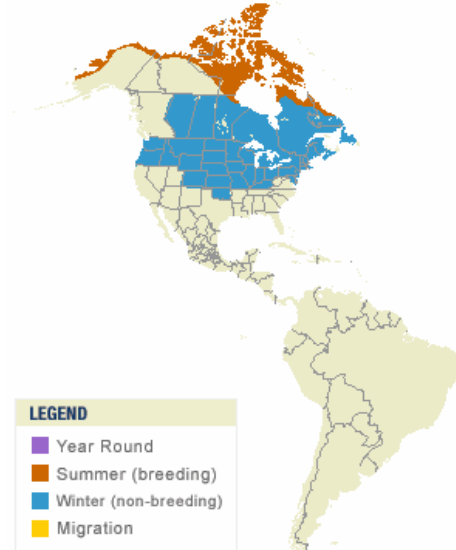 LEGEND
Year Round
Summer (breeding)
Winter (non-breeding)
Migration